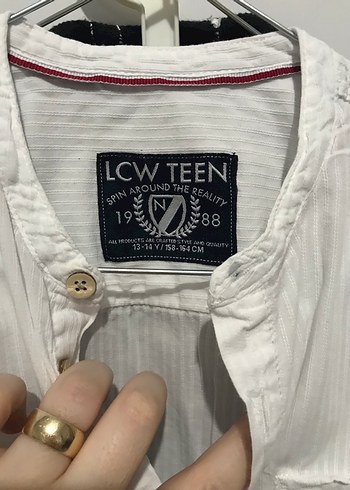 LCW TEEN
SPIN AROUND THE REALITY
19 N 88
ALL PRODUCTS ARE CRAFTED STYLE AND QUALITY
13-14 Y / 158-164 CM